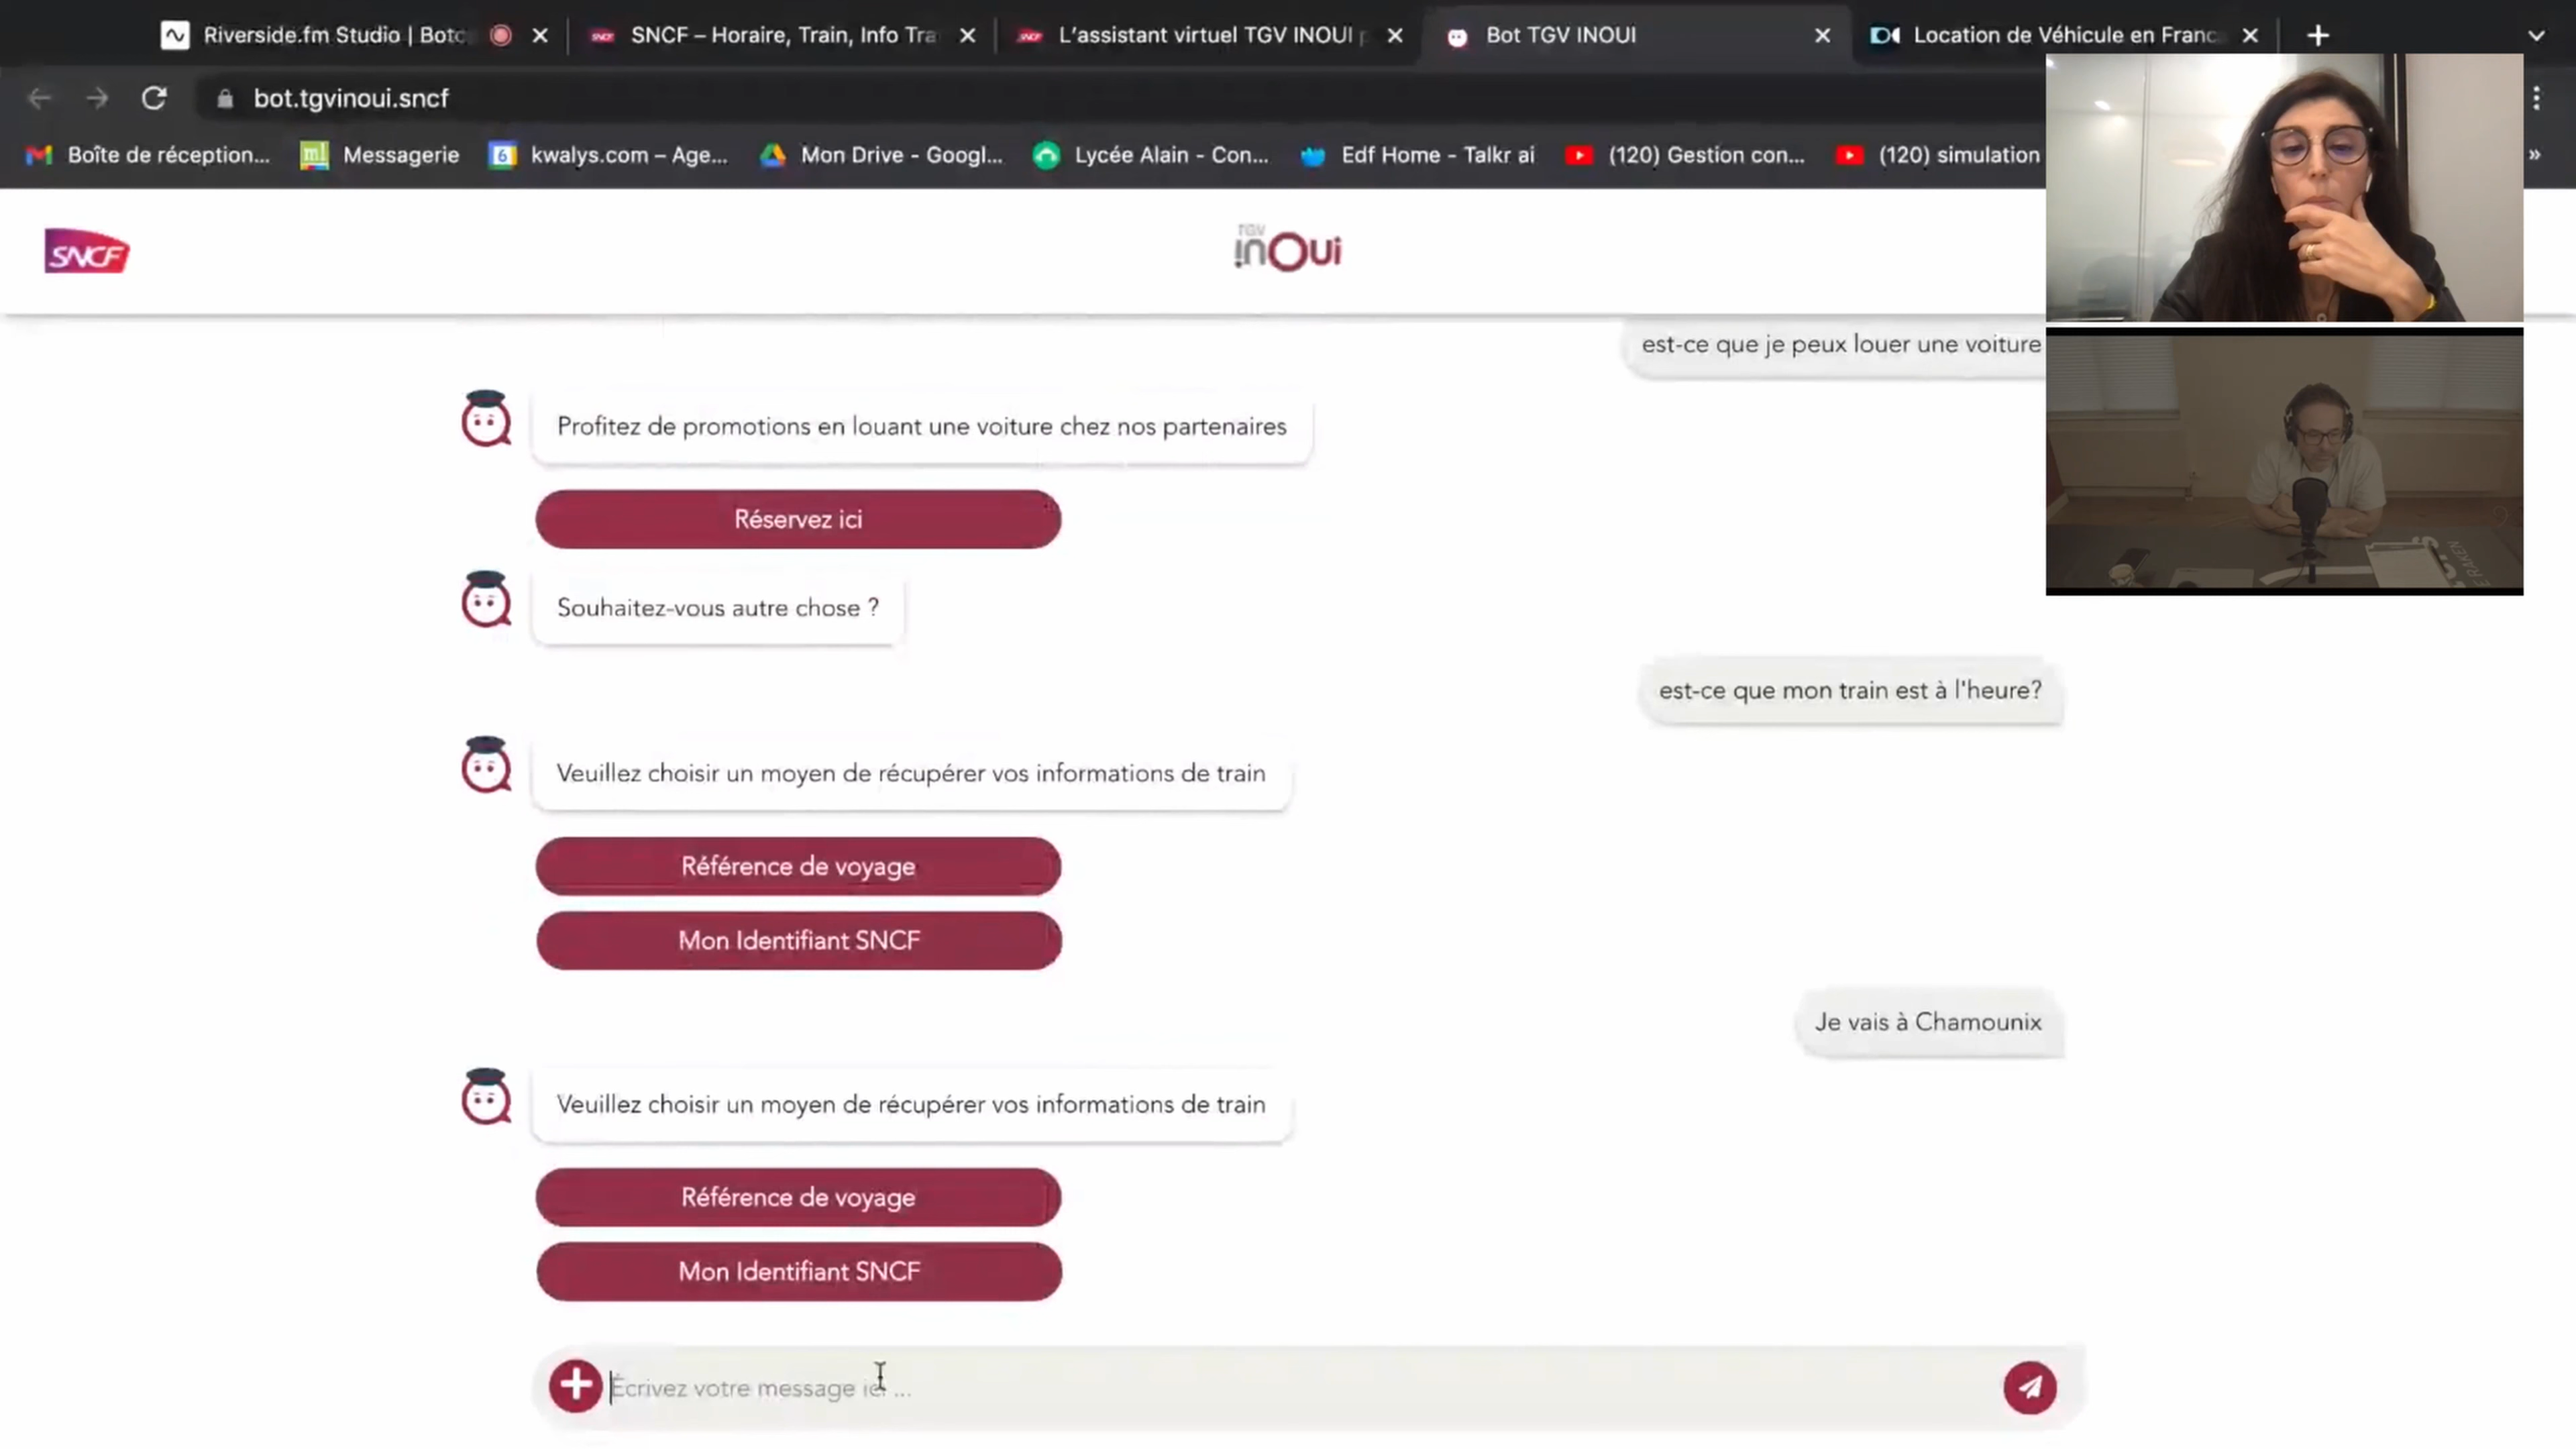 Riverside.fm Studio | Botc
SNCF – Horaire, Train, Info Tra
L'assistant virtuel TGV INOUI p
Bot TGV INOUI
Location de Véhicule en Franc
bot.tgvinoui.sncf
Boîte de réception...
Messagerie
kwalys.com – Age...
Mon Drive - Googl...
Lycée Alain - Con...
Edf Home - Talkr ai
(120) Gestion con...
(120) simulation
SNCF
TGV
inOui
est-ce que je peux louer une voiture
Profitez de promotions en louant une voiture chez nos partenaires
Réservez ici
Souhaitez-vous autre chose ?
est-ce que mon train est à l'heure?
Veuillez choisir un moyen de récupérer vos informations de train
Référence de voyage
Mon Identifiant SNCF
Je vais à Chamounix
Veuillez choisir un moyen de récupérer vos informations de train
Référence de voyage
Mon Identifiant SNCF
Écrivez votre message ici ...